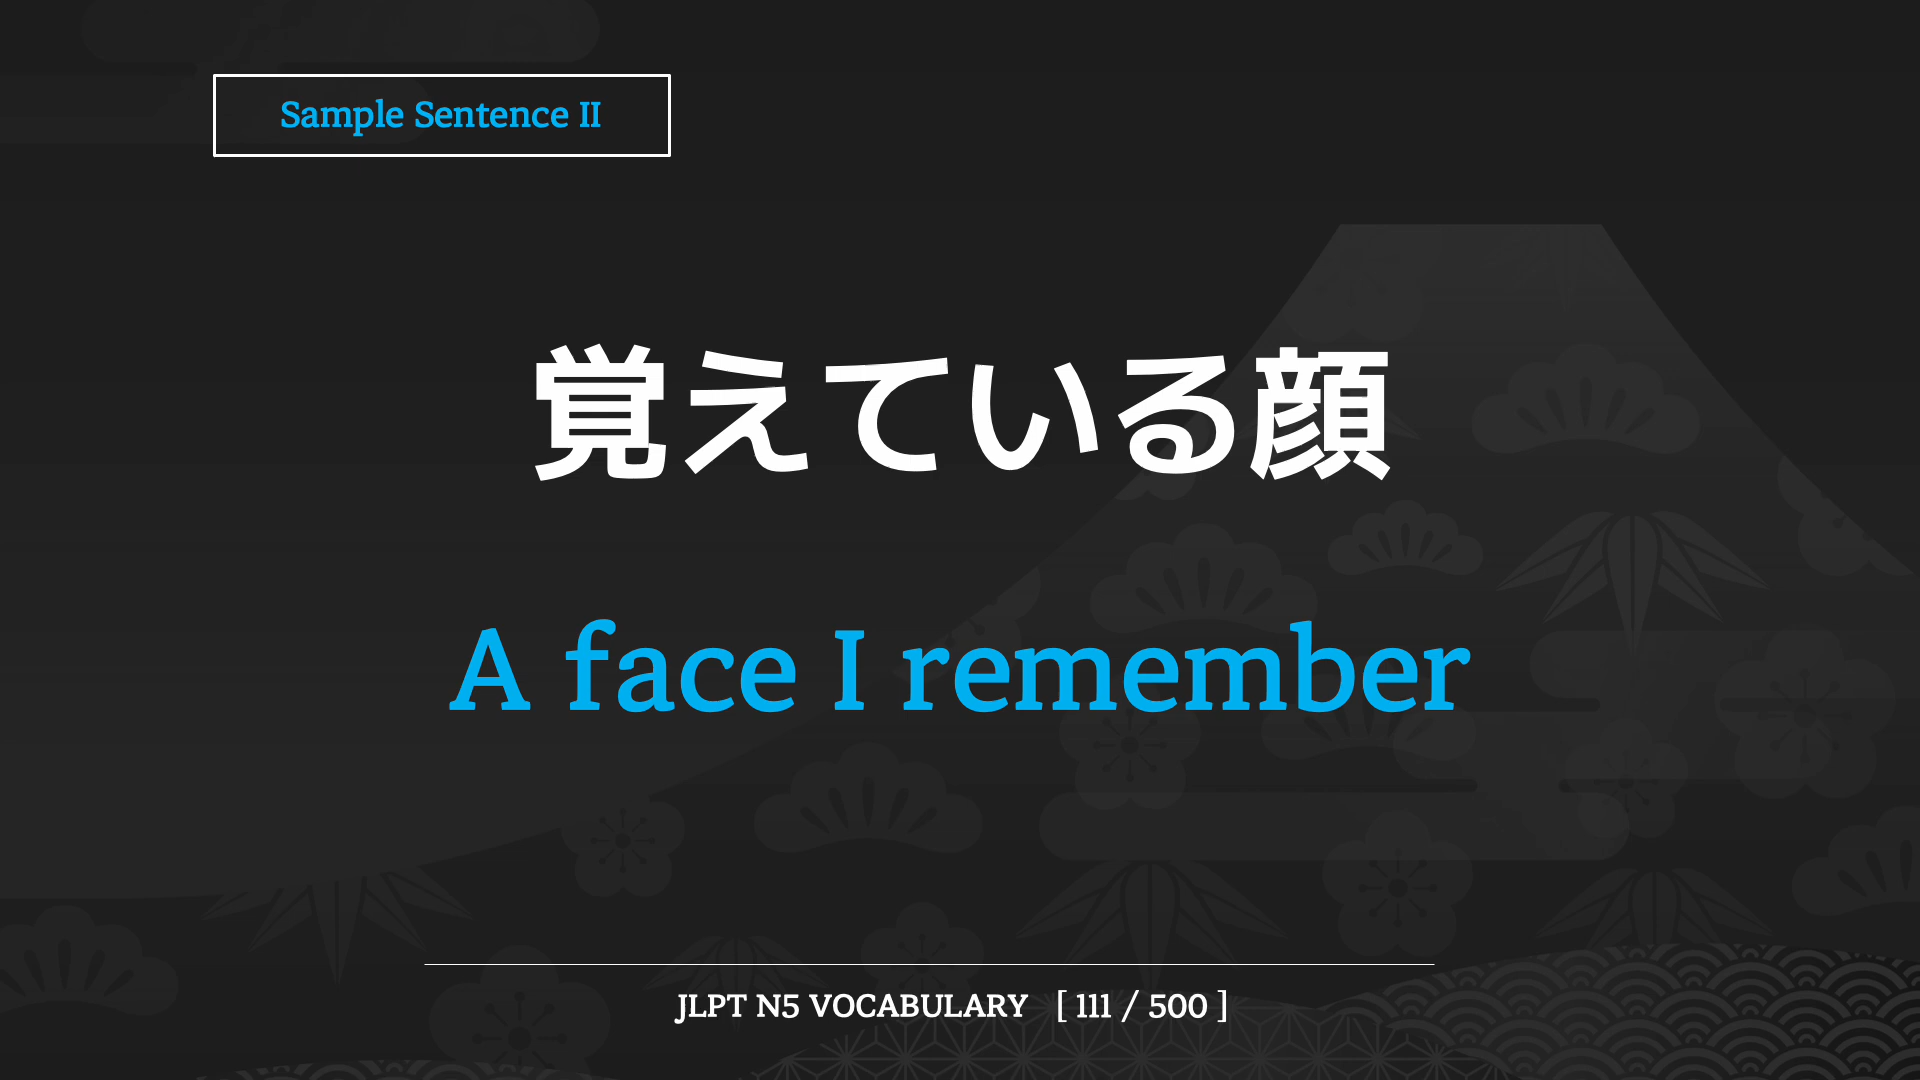 Sample Sentence II
覚えている顔
A face I remember
JLPT N5 VOCABULARY [ 111 / 500 ]